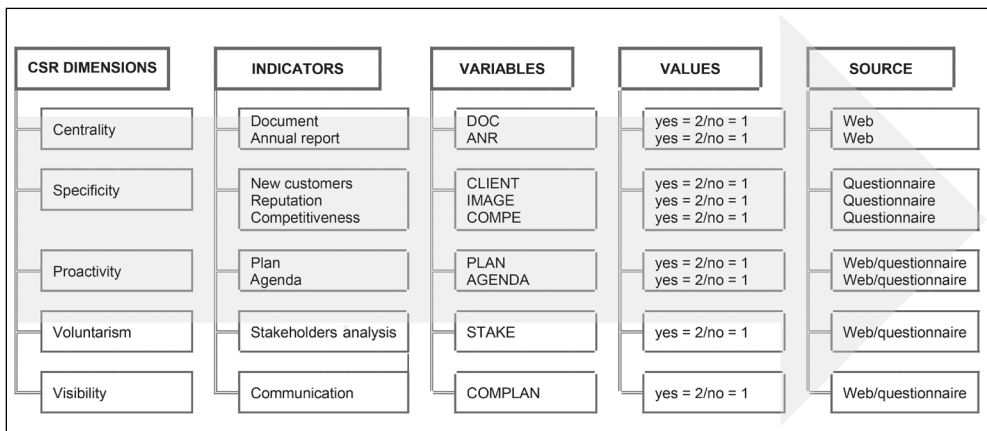 CSR DIMENSIONS INDICATORS VARIABLES VALUES SOURCE
Centrality Document DOC yes = 2/no = 1 Web
Annual report ANR yes = 2/no = 1 Web
Specificity New customers CLIENT yes = 2/no = 1 Questionnaire
Reputation IMAGE yes = 2/no = 1 Questionnaire
Competitiveness COMPE yes = 2/no = 1 Questionnaire
Proactivity Plan PLAN yes = 2/no = 1 Web/questionnaire
Agenda AGENDA yes = 2/no = 1 Web/questionnaire
Voluntarism Stakeholders analysis STAKE yes = 2/no = 1 Web/questionnaire
Visibility Communication COMPLAN yes = 2/no = 1 Web/questionnaire